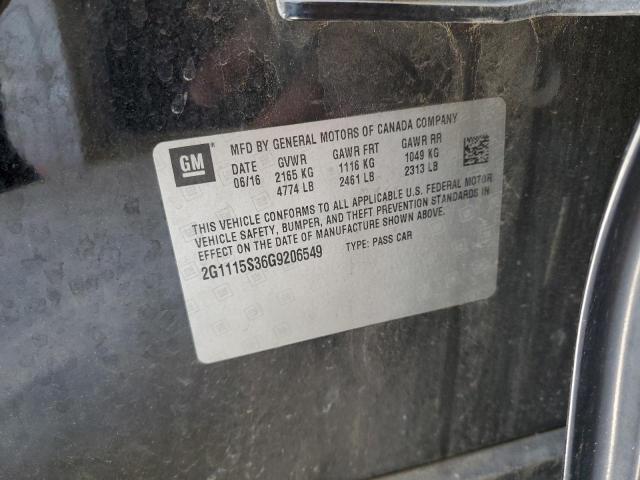 GM
MFD BY GENERAL MOTORS OF CANADA COMPANY
DATE GVWR GAWR FRT GAWR RR
06/16 2165 KG 1116 KG 1049 KG
4774 LB 2461 LB 2313 LB
THIS VEHICLE CONFORMS TO ALL APPLICABLE U.S. FEDERAL MOTOR
VEHICLE SAFETY, BUMPER, AND THEFT PREVENTION STANDARDS IN
EFFECT ON THE DATE OF MANUFACTURE SHOWN ABOVE.
2G1115S36G9206549 TYPE: PASS CAR